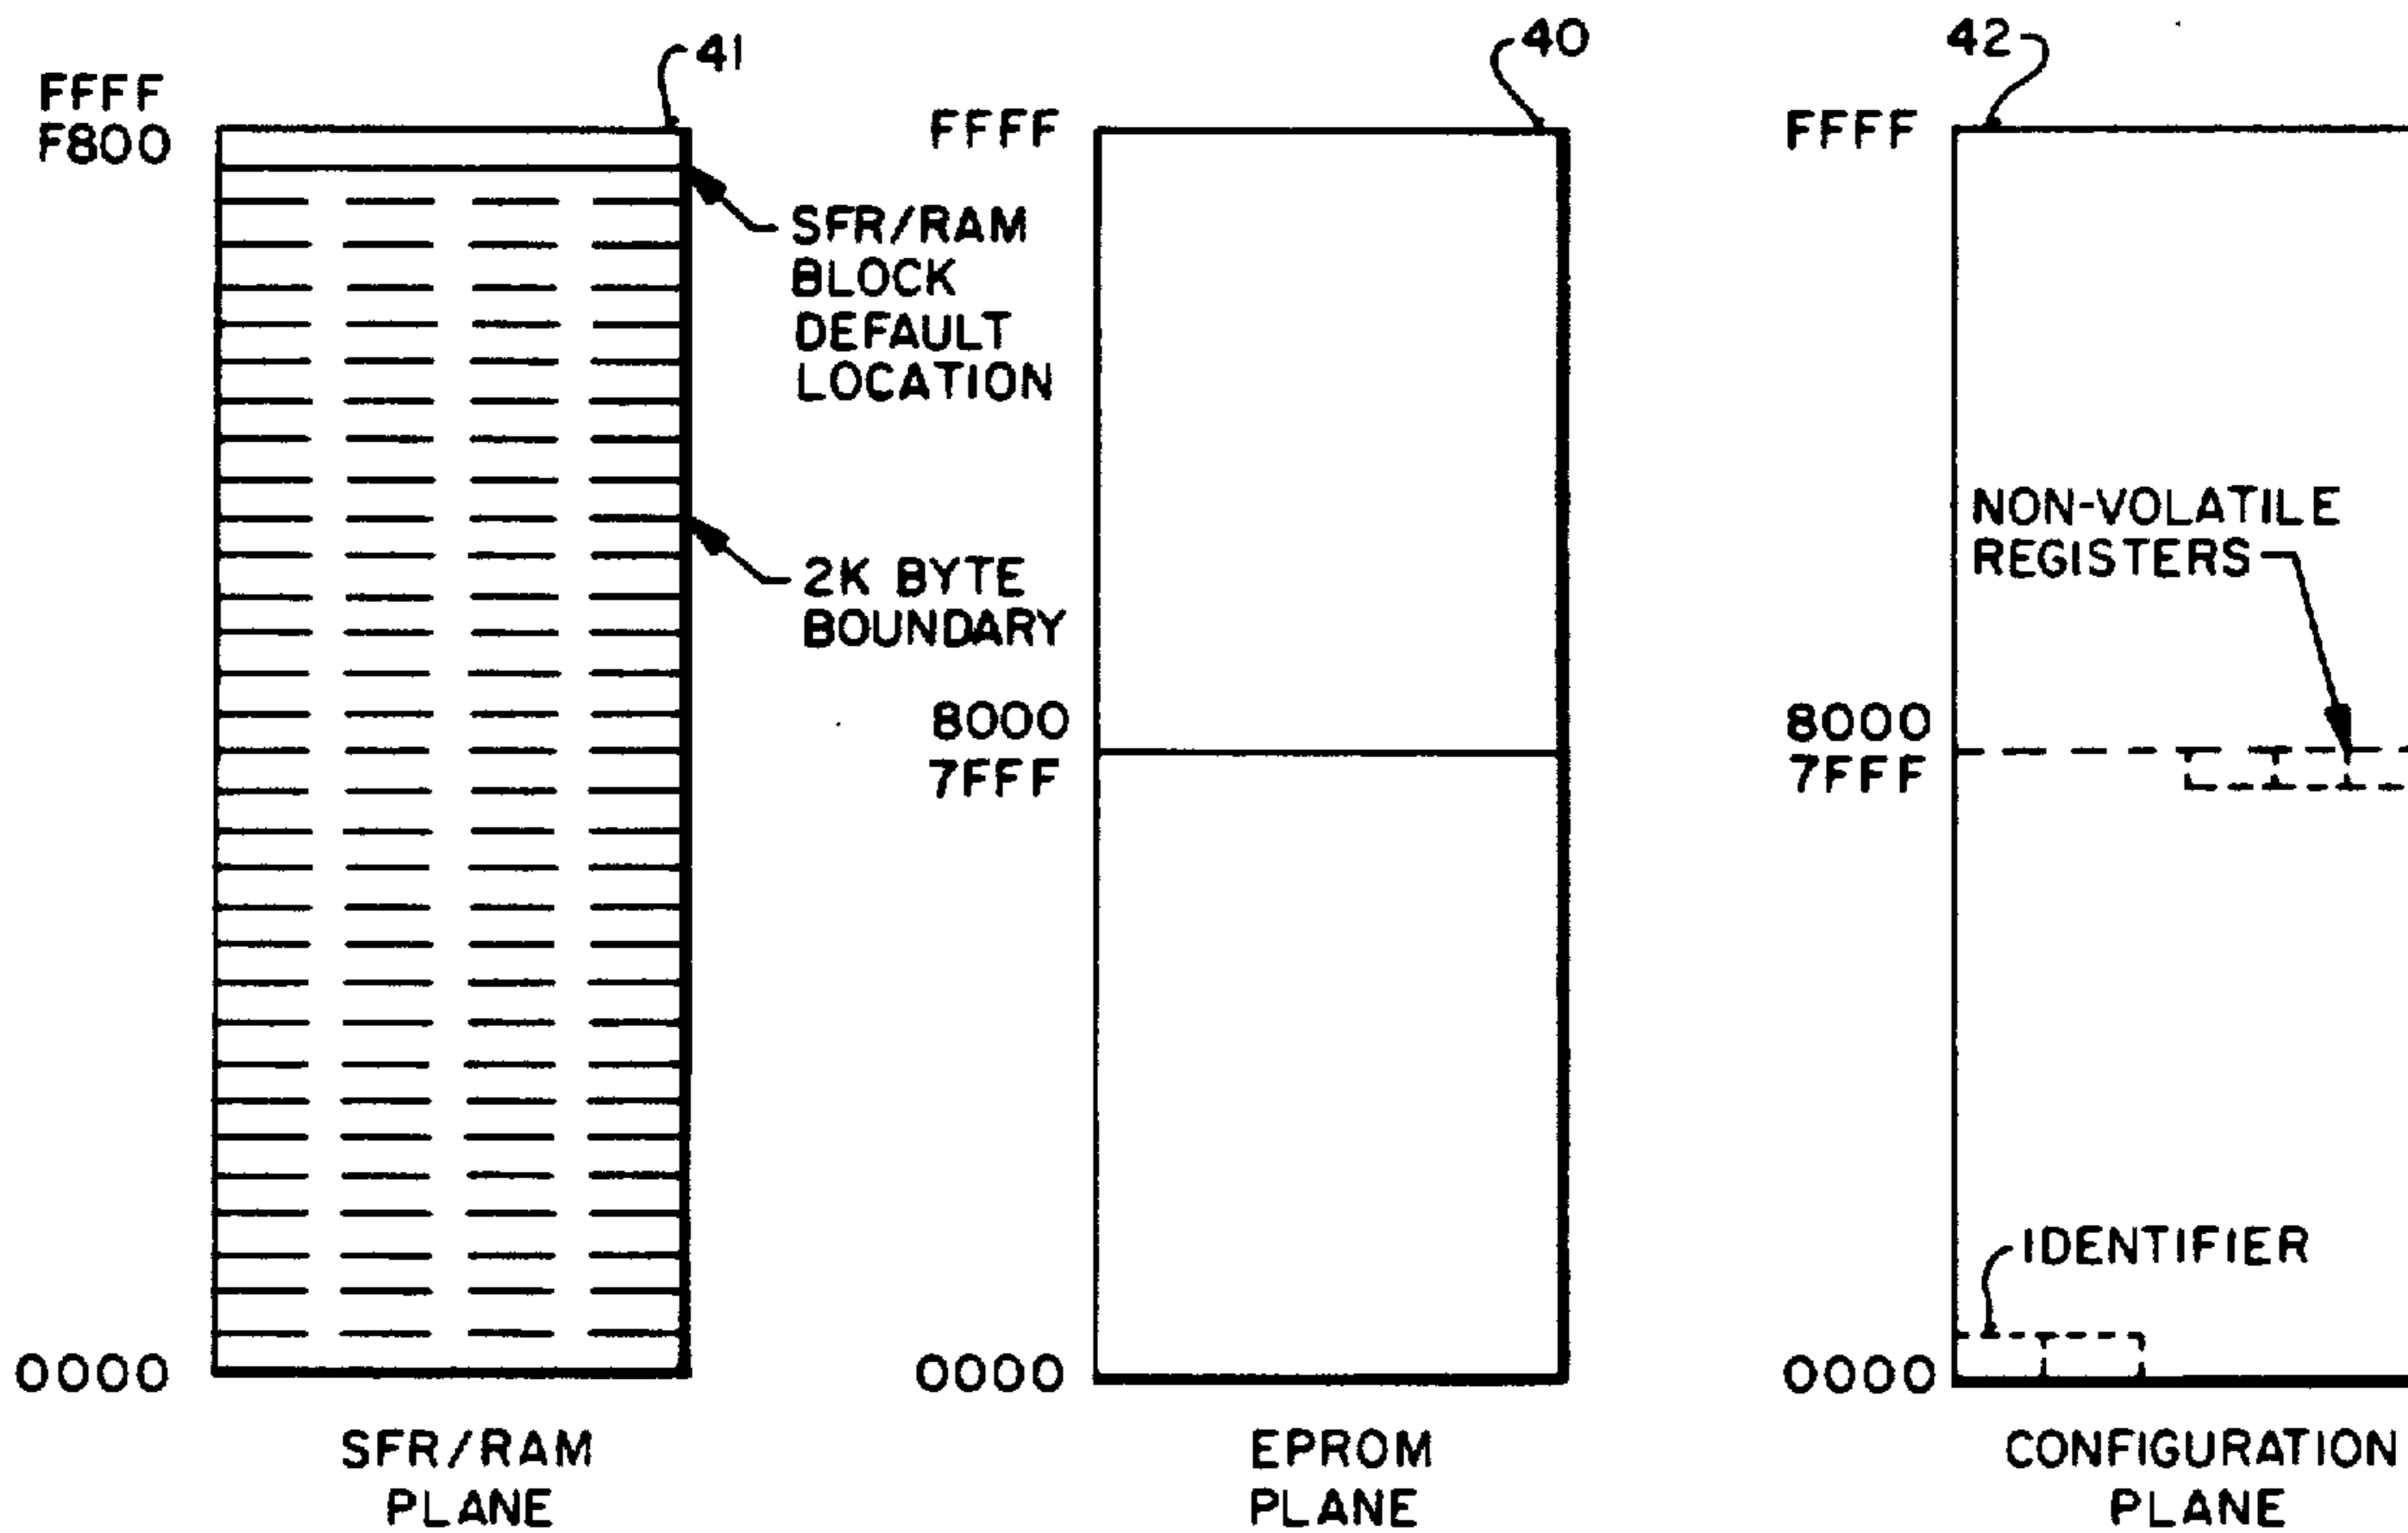 41
FFFF
F800
SFR/RAM
BLOCK
DEFAULT
LOCATION
2K BYTE
BOUNDARY
0000
SFR/RAM
PLANE
40
FFFF
8000
7FFF
0000
EPROM
PLANE
42
FFFF
NON-VOLATILE
REGISTERS
8000
7FFF
IDENTIFIER
0000
CONFIGURATION
PLANE